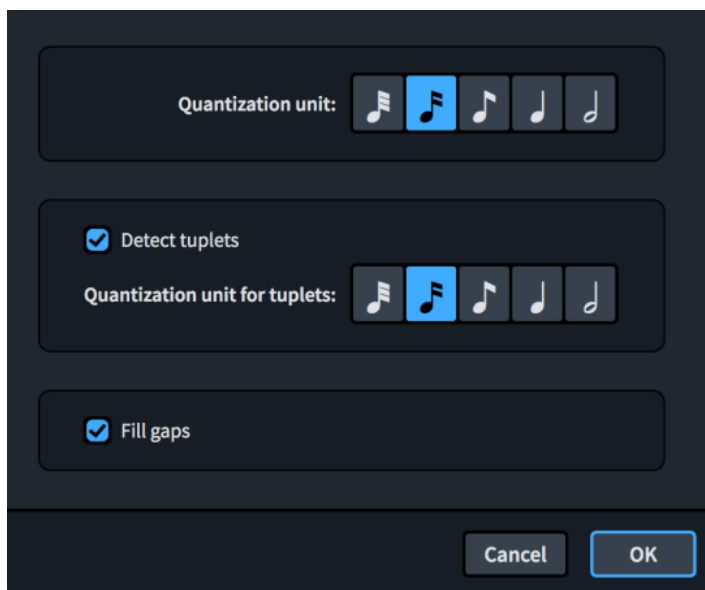 Quantization unit:
Detect tuplets
Quantization unit for tuplets:
Fill gaps
Cancel OK